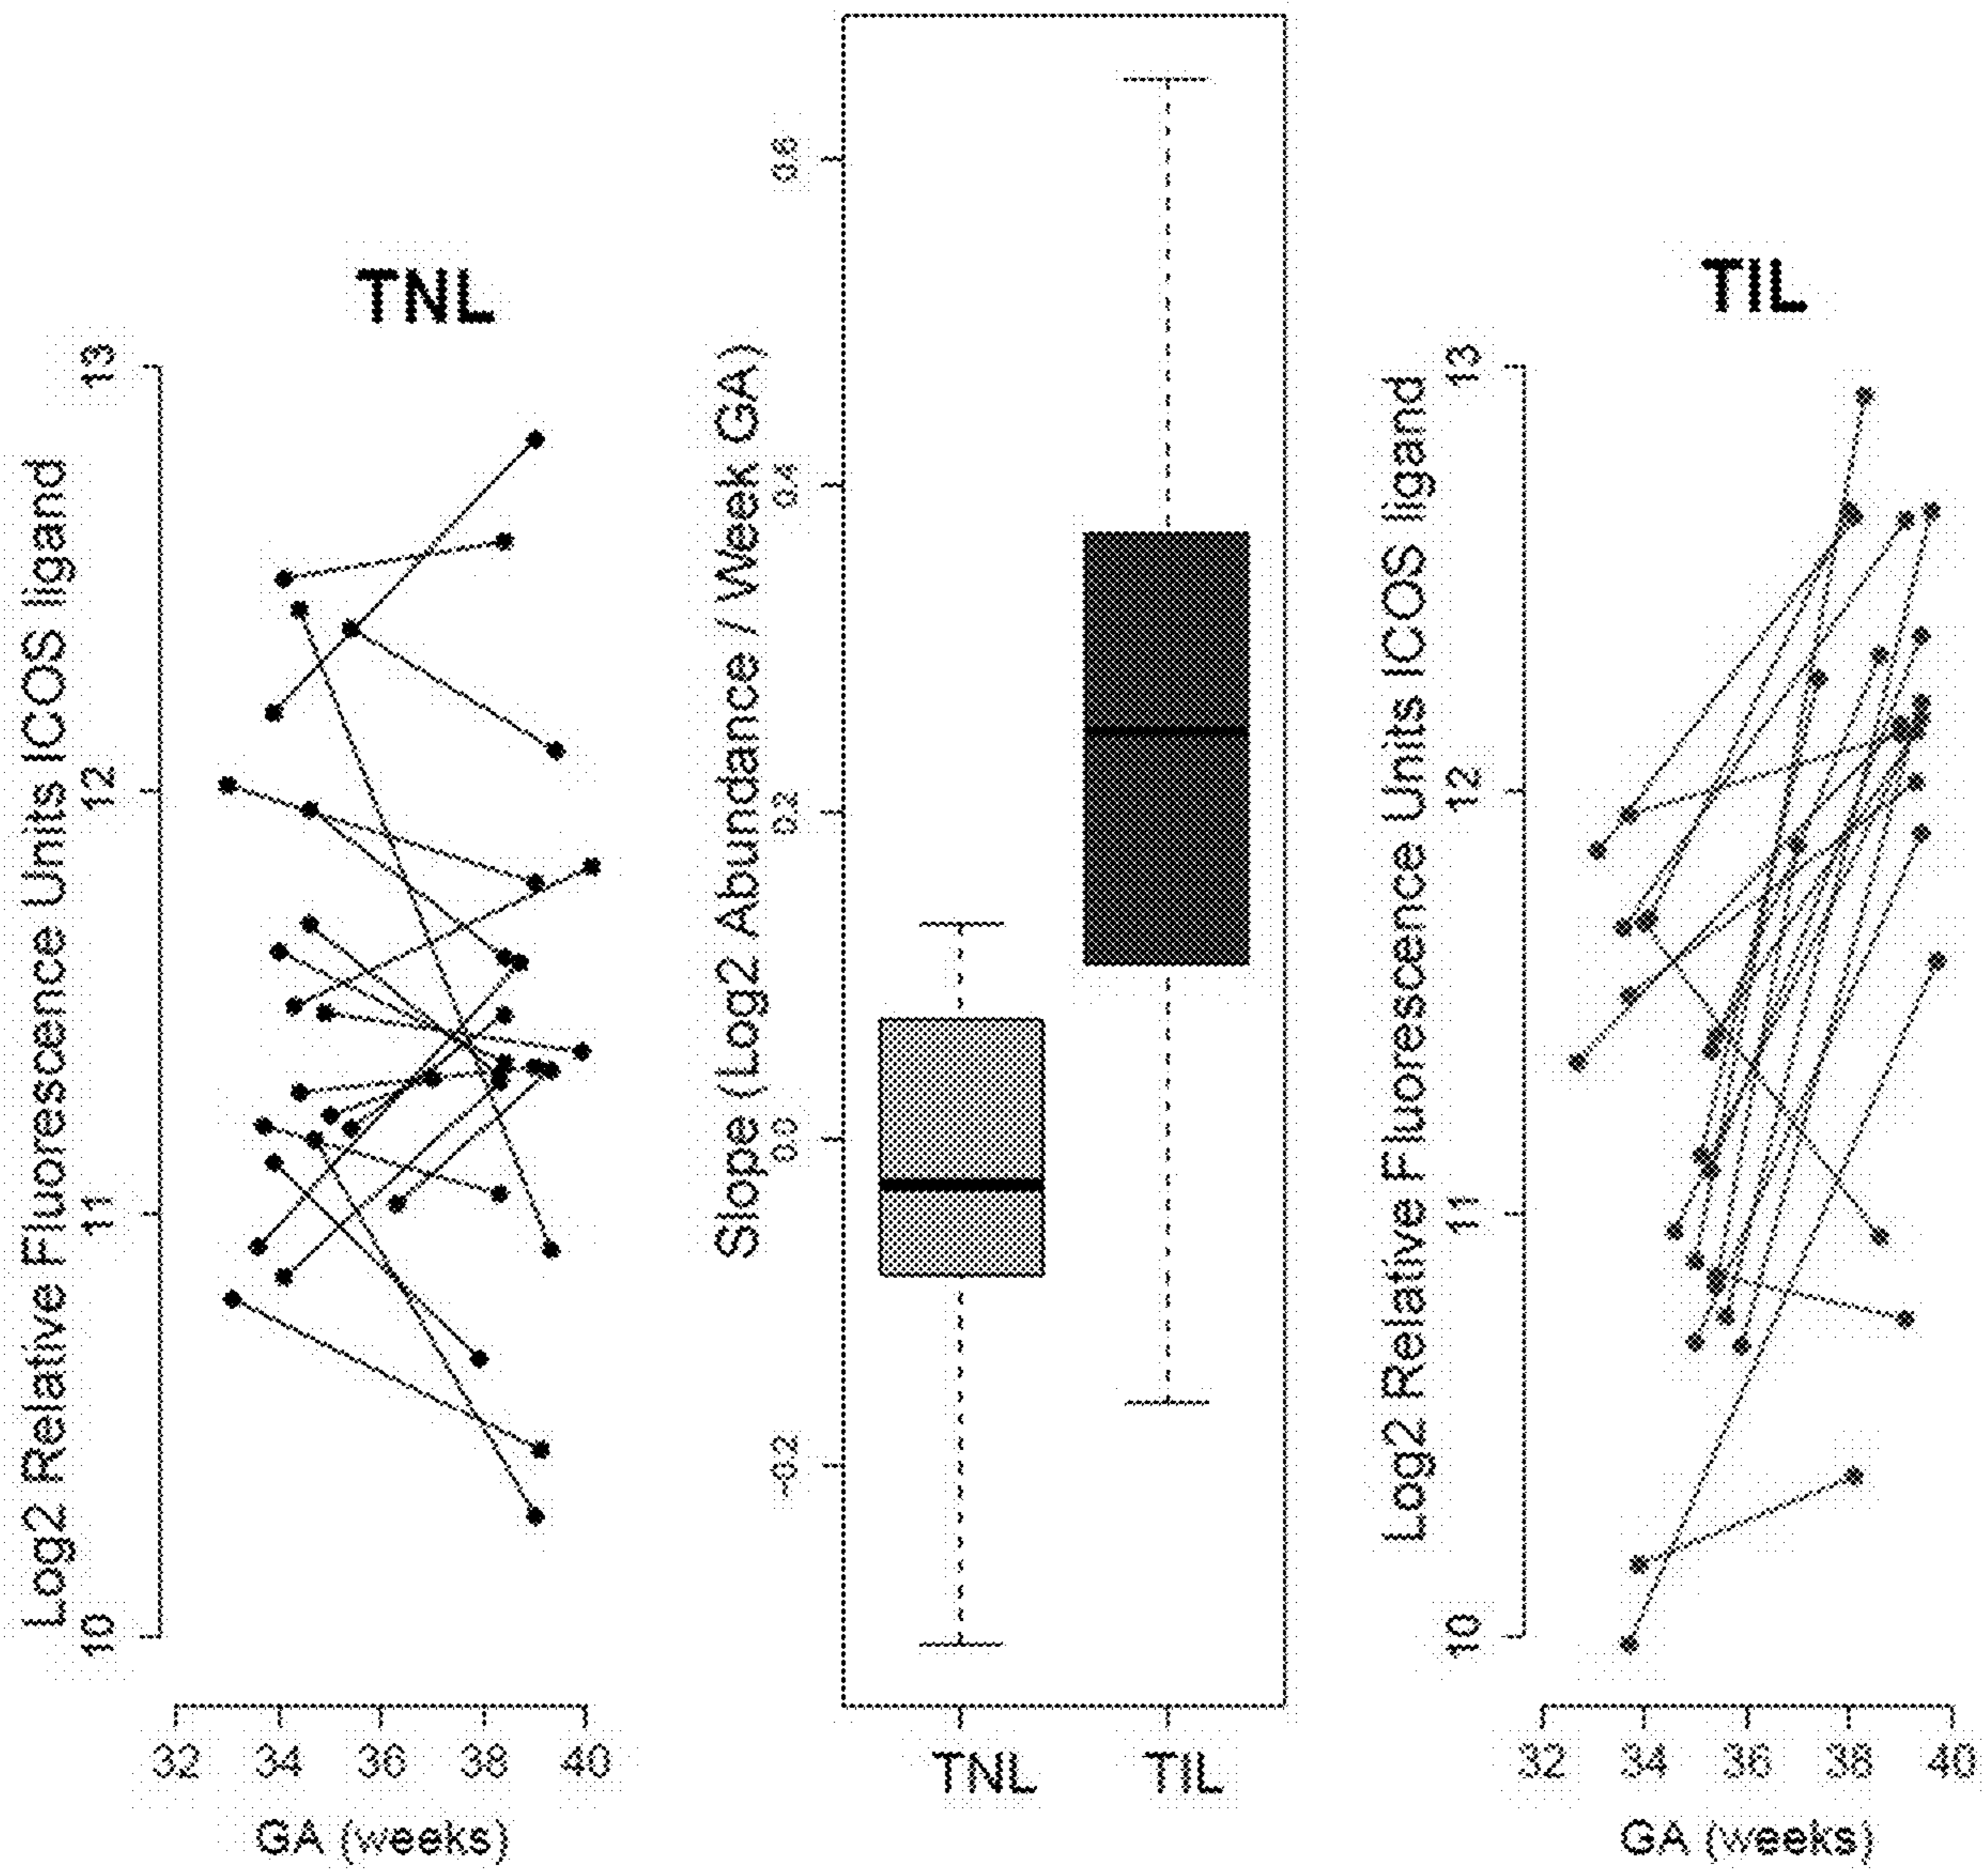 TNL
Log2 Relative Fluorescence Units ICOS ligand
13
12
11
10
32 34 36 38 40
GA (weeks)
Slope (Log2 Abundance / Week GA)
0.6
0.4
0.2
0.0
-0.2
TNL TIL
TIL
Log2 Relative Fluorescence Units ICOS ligand
13
12
11
10
32 34 36 38 40
GA (weeks)